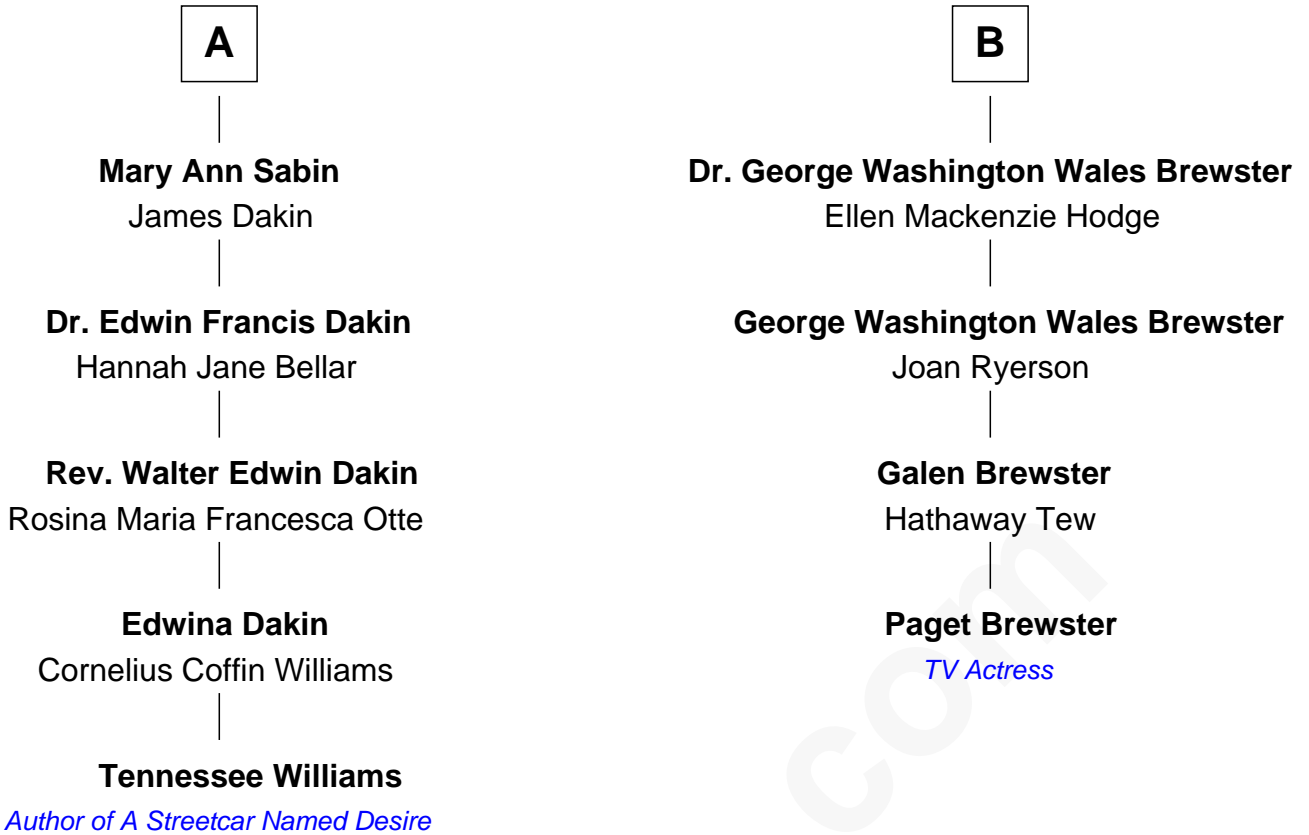 A
Mary Ann Sabin
James Dakin
Dr. Edwin Francis Dakin
Hannah Jane Bellar
Rev. Walter Edwin Dakin
Rosina Maria Francesca Otte
Edwina Dakin
Cornelius Coffin Williams
Tennessee Williams
Author of A Streetcar Named Desire
B
Dr. George Washington Wales Brewster
Ellen Mackenzie Hodge
George Washington Wales Brewster
Joan Ryerson
Galen Brewster
Hathaway Tew
Paget Brewster
TV Actress
com